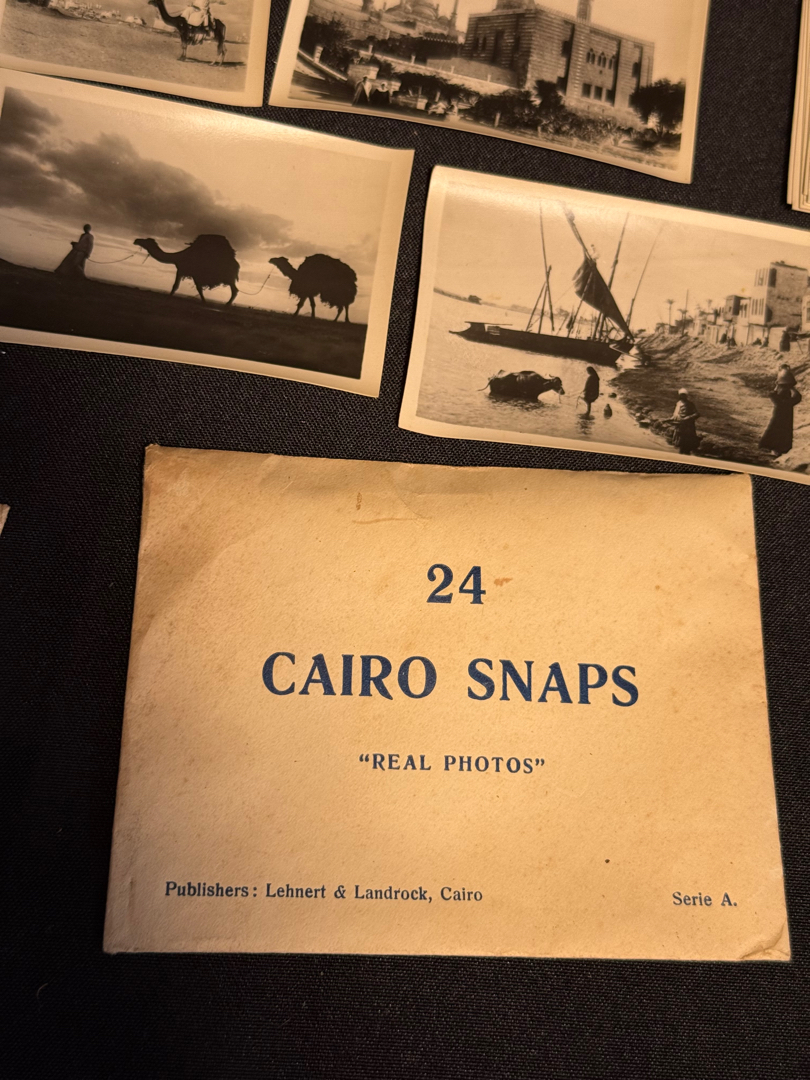 24
CAIRO SNAPS
“REAL PHOTOS”
Publishers: Lehnert & Landrock, Cairo
Serie A.